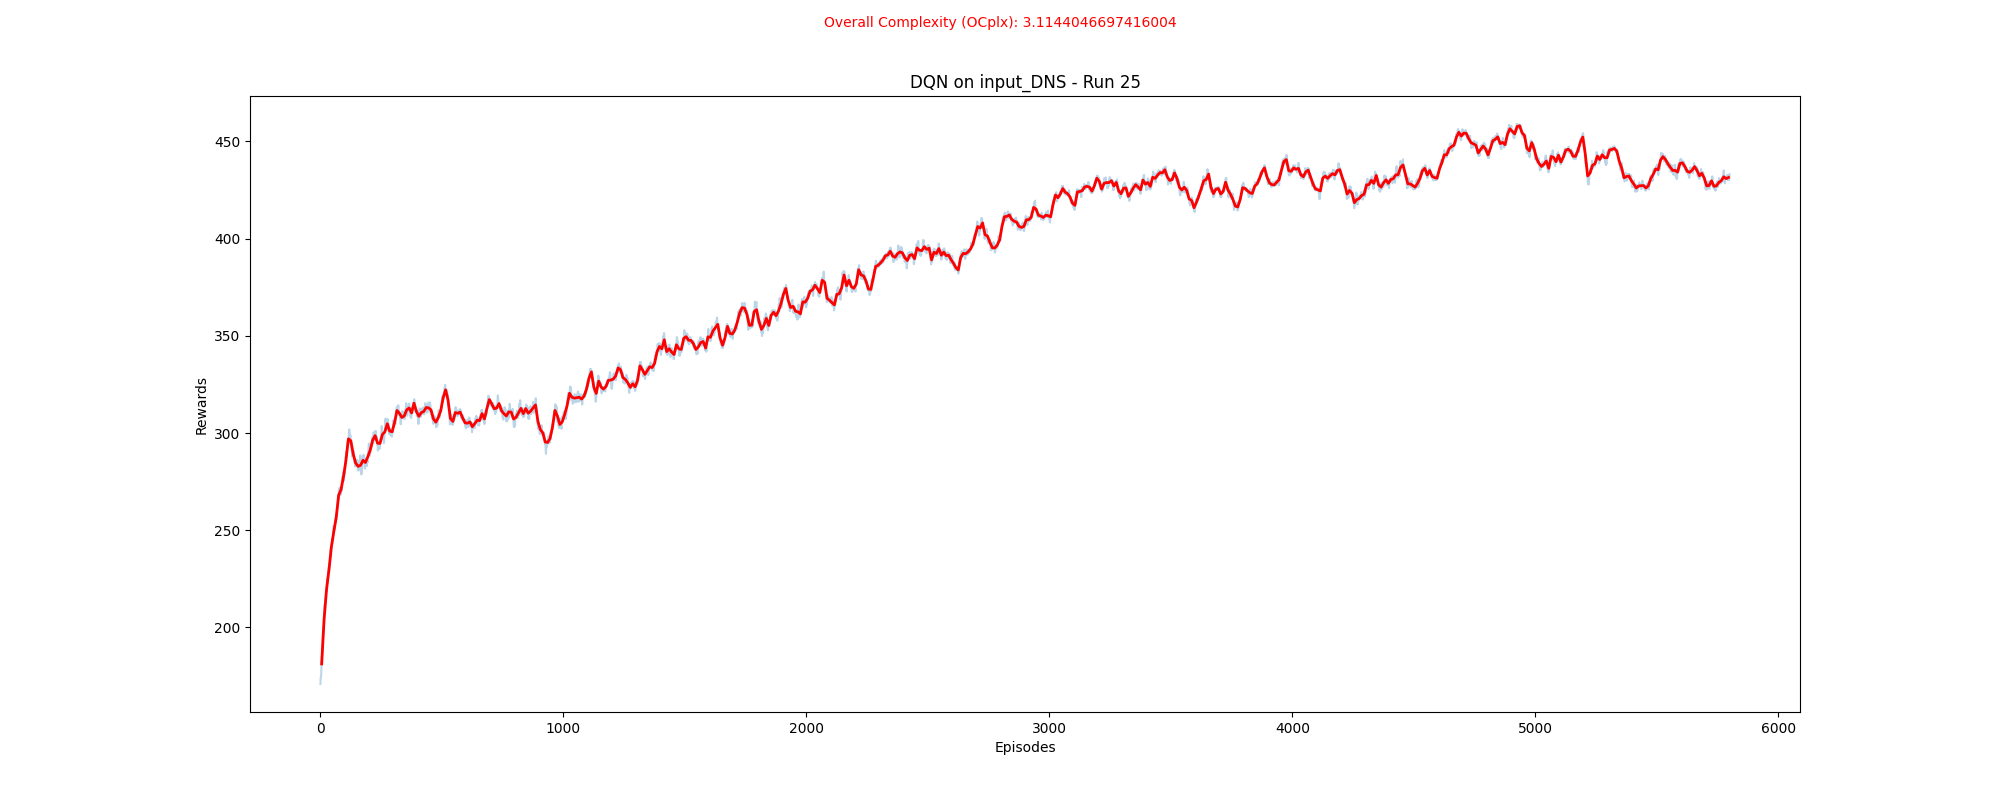 Overall Complexity (OCplx): 3.1144046697416004
DQN on input_DNS - Run 25
450
400
350
300
250
200
Rewards
0 1000 2000 3000 4000 5000 6000
Episodes